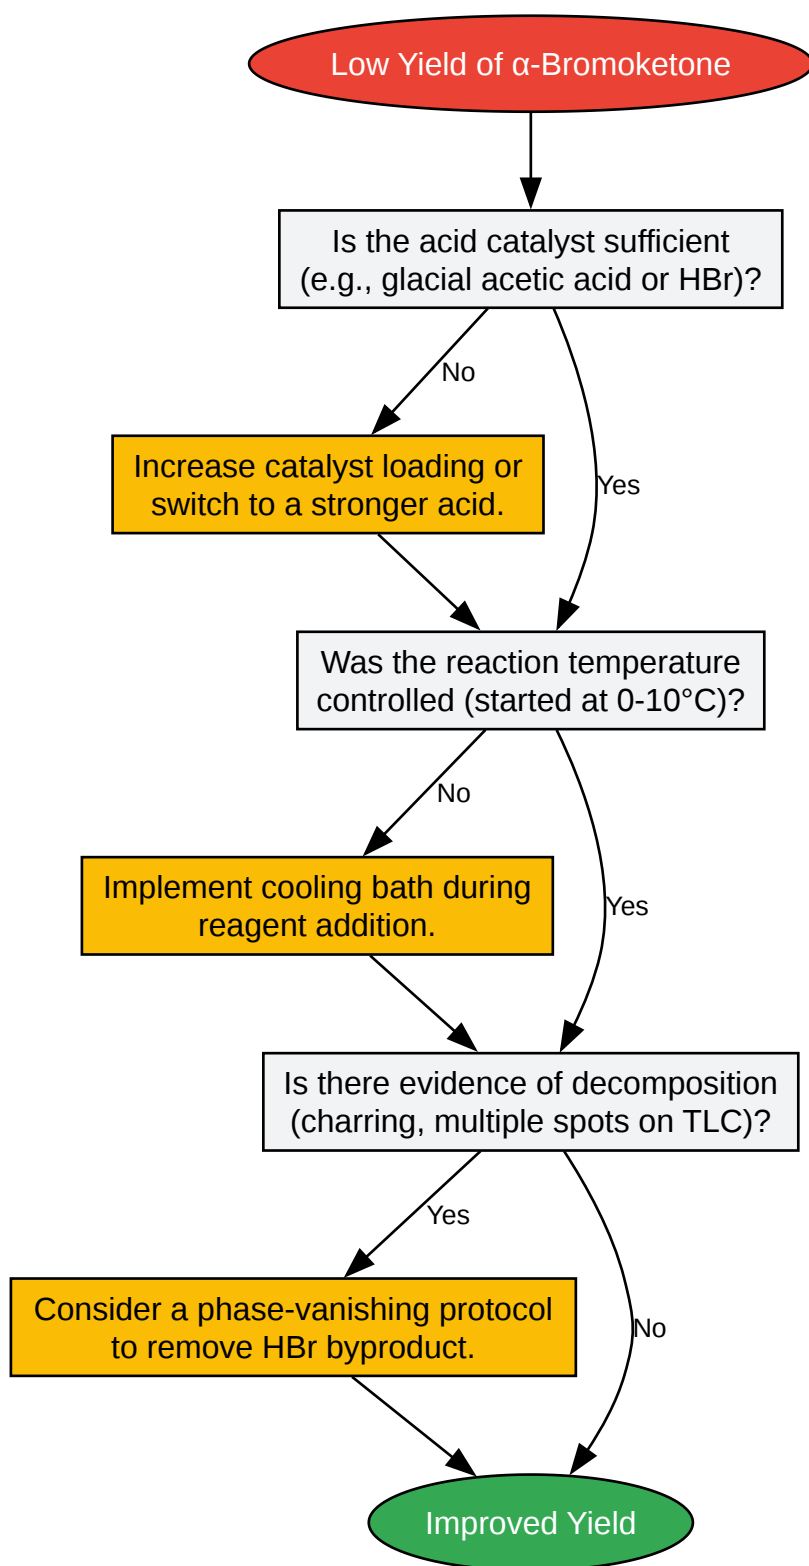 Low Yield of α-Bromoketone
Is the acid catalyst sufficient
(e.g., glacial acetic acid or HBr)?
No
Increase catalyst loading or
switch to a stronger acid.
Yes
Was the reaction temperature
controlled (started at 0-10°C)?
No
Implement cooling bath during
reagent addition.
Yes
Is there evidence of decomposition
(charring, multiple spots on TLC)?
Yes
Consider a phase-vanishing protocol
to remove HBr byproduct.
No
Improved Yield